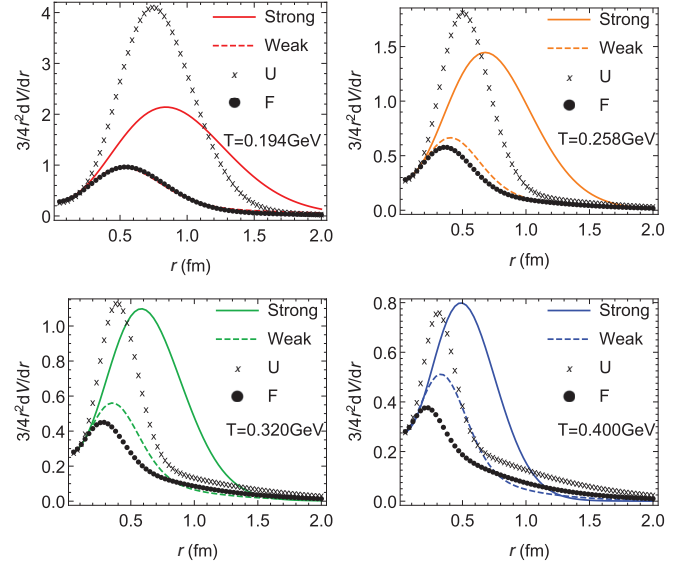 Strong
Weak
U
F
T=0.194GeV
3/4r²dV/dr
4
3
2
1
0
0.5 1.0 1.5 2.0
r (fm)
Strong
Weak
U
F
T=0.258GeV
3/4r²dV/dr
1.5
1.0
0.5
0.0
0.5 1.0 1.5 2.0
r (fm)
Strong
Weak
U
F
T=0.320GeV
3/4r²dV/dr
1.0
0.8
0.6
0.4
0.2
0.0
0.5 1.0 1.5 2.0
r (fm)
Strong
Weak
U
F
T=0.400GeV
3/4r²dV/dr
0.8
0.6
0.4
0.2
0.0
0.5 1.0 1.5 2.0
r (fm)